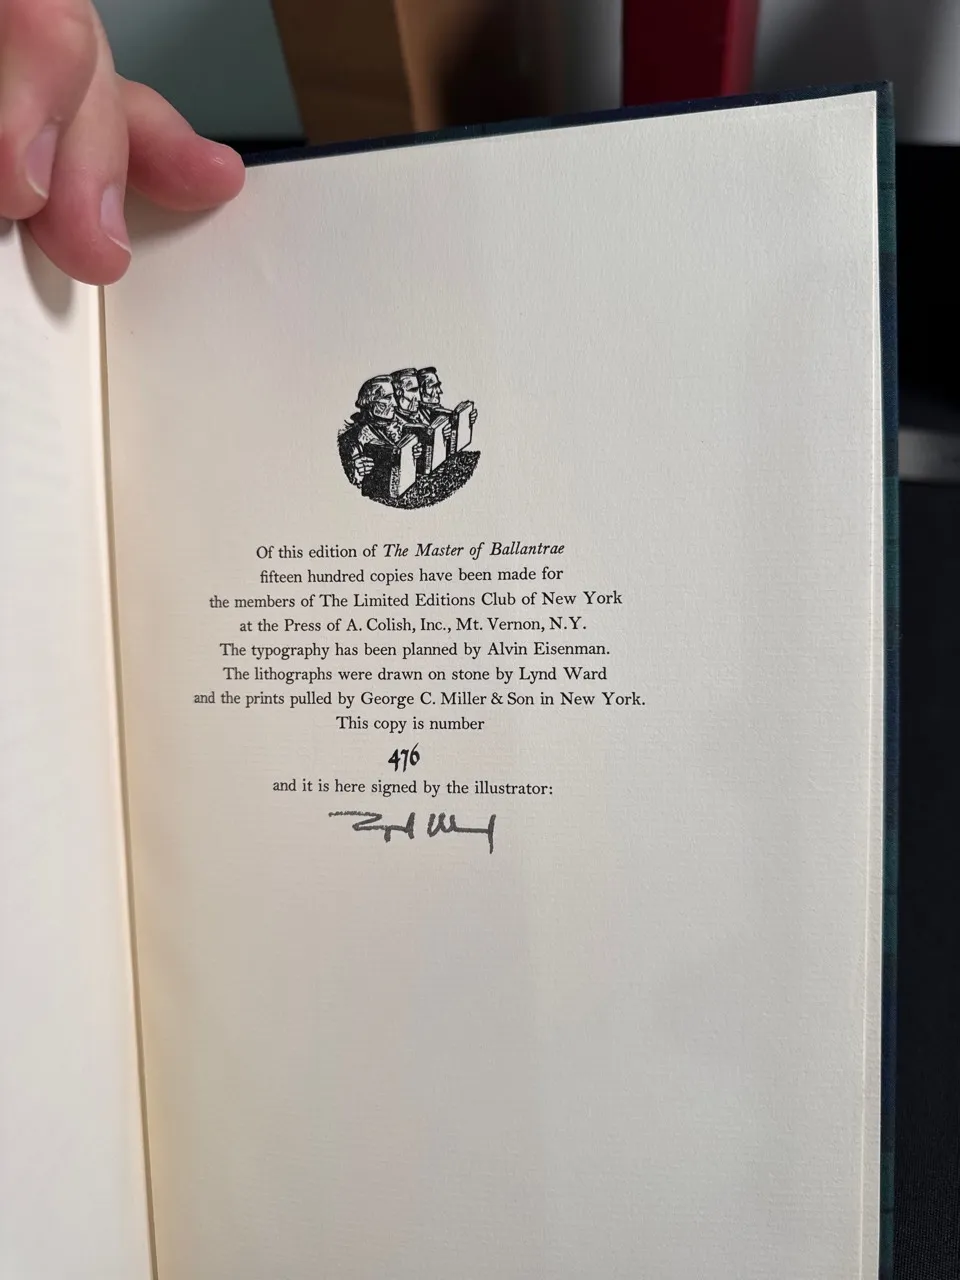 Of this edition of The Master of Ballantrae
fifteen hundred copies have been made for
the members of The Limited Editions Club of New York
at the Press of A. Colish, Inc., Mt. Vernon, N.Y.
The typography has been planned by Alvin Eisenman.
The lithographs were drawn on stone by Lynd Ward
and the prints pulled by George C. Miller & Son in New York.
This copy is number
476
and it is here signed by the illustrator:
Lynd Ward